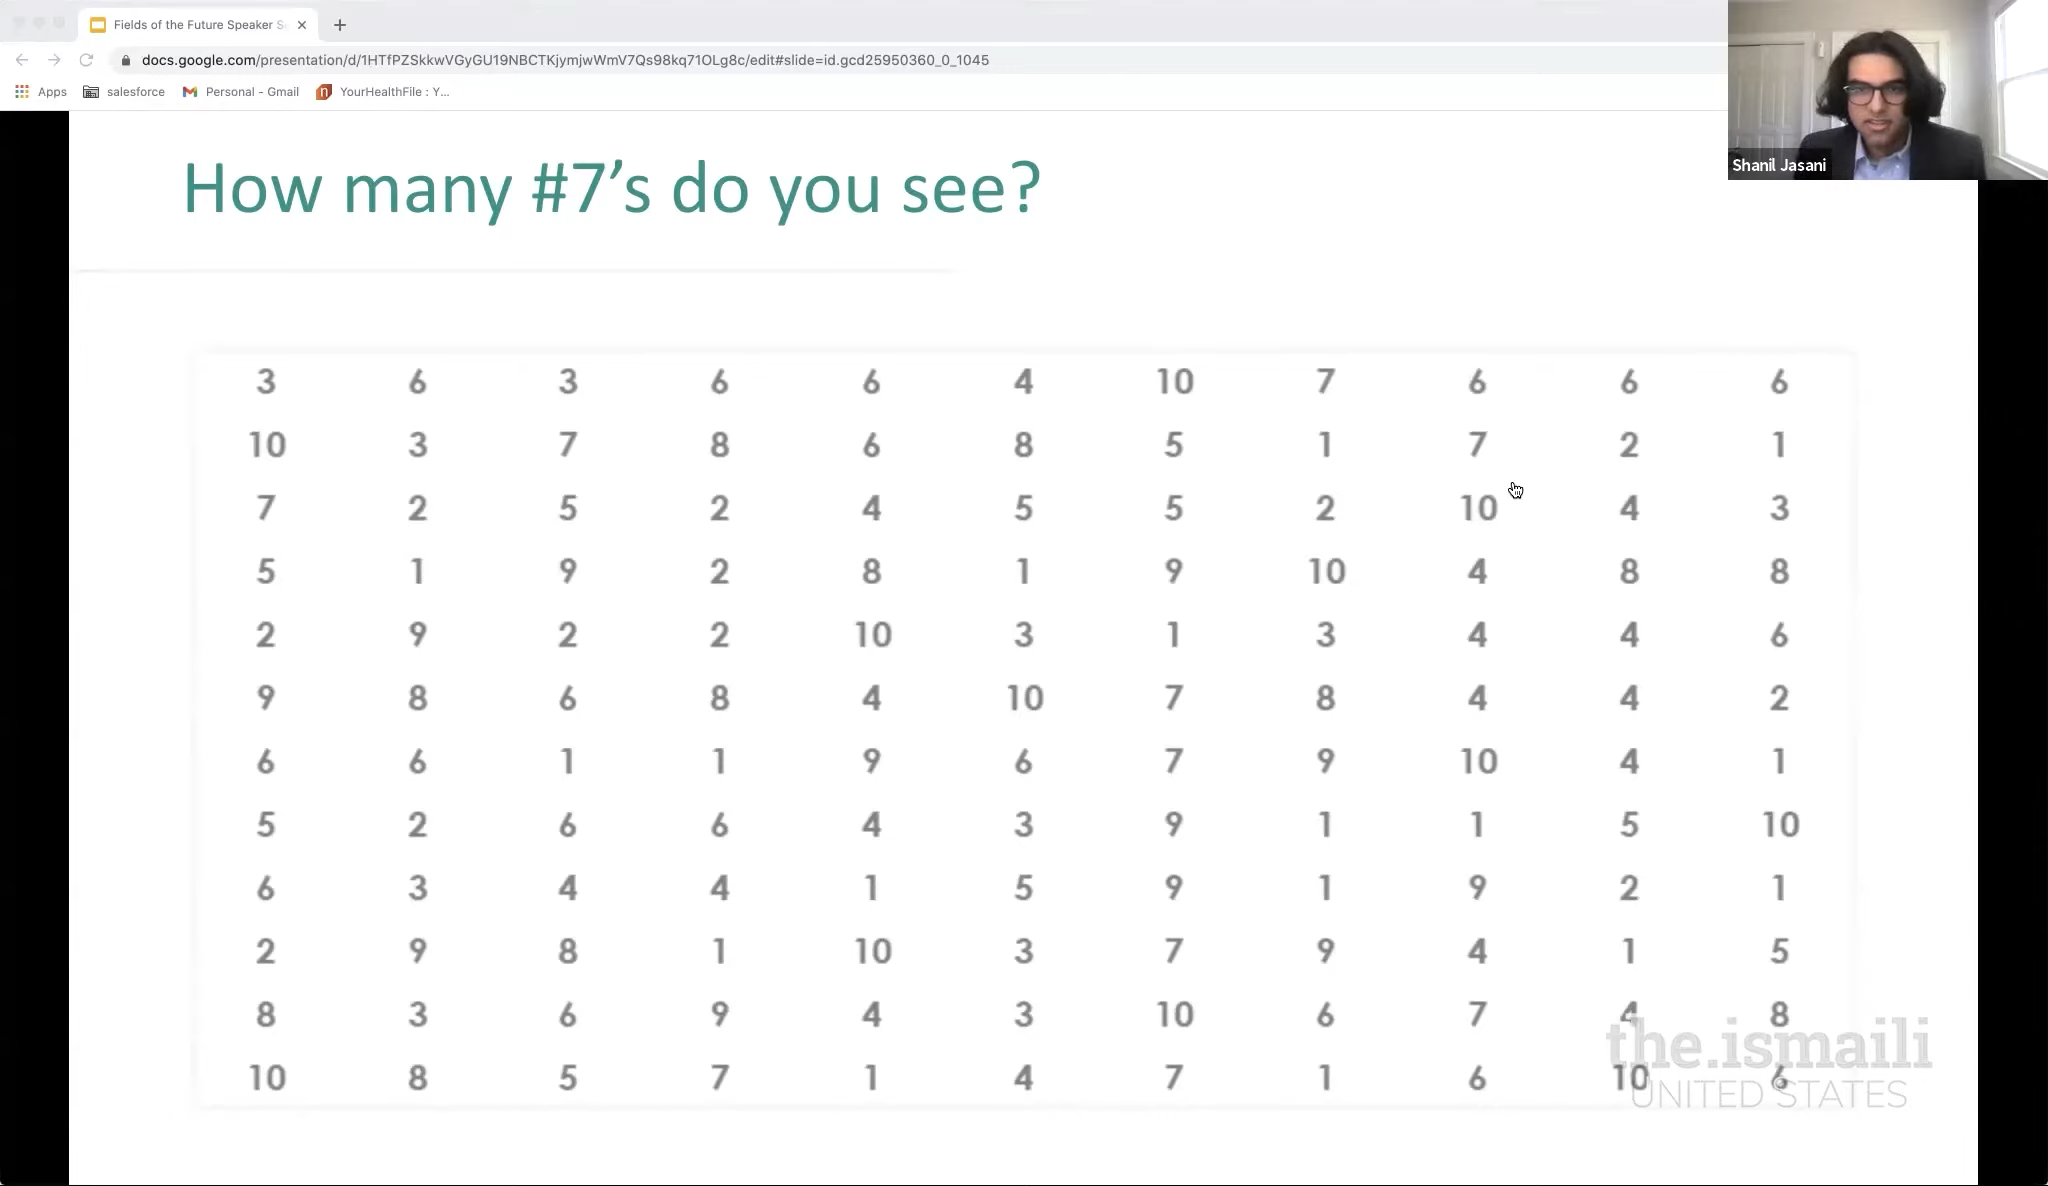 Fields of the Future Speaker S
docs.google.com/presentation/d/1HTfPZSkkwVGyGU19NBCTKjymjwWmV7Qs98kq71OLg8c/edit#slide=id.gcd25950360_0_1045
Apps salesforce Personal - Gmail YourHealthFile : Y...
Shanil Jasani
How many #7’s do you see?
3 6 3 6 6 4 10 7 6 6 6
10 3 7 8 6 8 5 1 7 2 1
7 2 5 2 4 5 5 2 10 4 3
5 1 9 2 8 1 9 10 4 8 8
2 9 2 2 10 3 1 3 4 4 6
9 8 6 8 4 10 7 8 4 4 2
6 6 1 1 9 6 7 9 10 4 1
5 2 6 6 4 3 9 1 1 5 10
6 3 4 4 1 5 9 1 9 2 1
2 9 8 1 10 3 7 9 4 1 5
8 3 6 9 4 3 10 6 7 4 8
10 8 5 7 1 4 7 1 6 10 6
the.ismaili
UNITED STATES